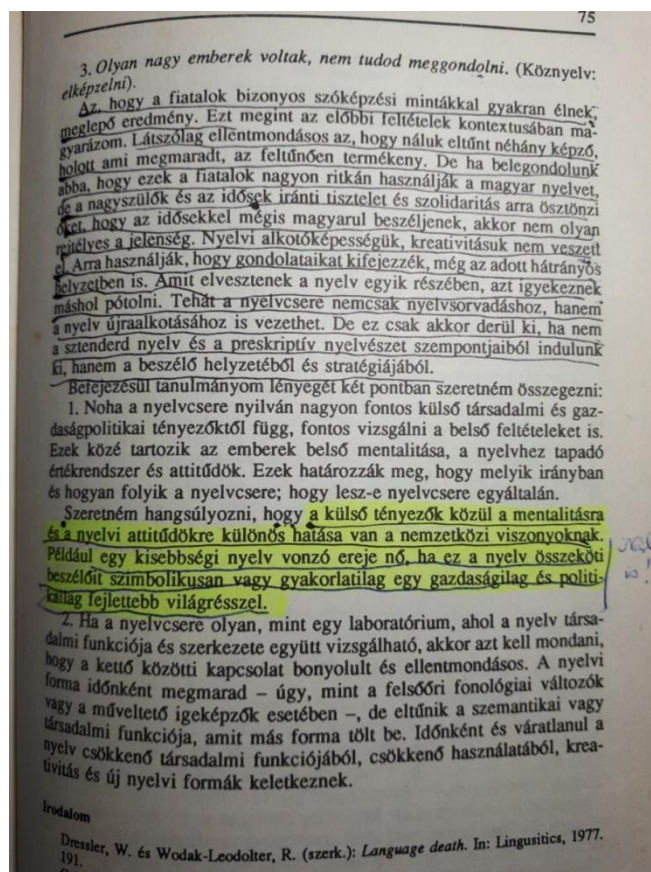 75
3. Olyan nagy emberek voltak, nem tudod meggondolni. (Köznyelv:
elképzelni).
Az, hogy a fiatalok bizonyos szóképzési mintákkal gyakran élnek,
meglepő eredmény. Ezt megint az előbbi feltételek kontextusában ma-
gyarázom. Látszólag ellentmondásos az, hogy náluk eltűnt néhány képző,
holott ami megmaradt, az feltűnően termékeny. De ha belegondolunk
abba, hogy ezek a fiatalok nagyon ritkán használják a magyar nyelvet,
de a nagyszülők és az idősek iránti tisztelet és szolidaritás arra ösztönzi
őket, hogy az idősekkel mégis magyarul beszéljenek, akkor nem olyan
rejtélyes a jelenség. Nyelvi alkotóképességük, kreativitásuk nem veszett
el. Arra használják, hogy gondolataikat kifejezzék, még az adott hátrányos
helyzetben is. Amit elvesztenek a nyelv egyik részében, azt igyekeznek
máshol pótolni. Tehát a nyelvcsere nemcsak nyelvsorvadáshoz, hanem
a nyelv újraalkotásához is vezethet. De ez csak akkor derül ki, ha nem
a sztenderd nyelv és a preskriptív nyelvészet szempontjaiból indulunk
ki, hanem a beszélő helyzetéből és stratégiájából.
Befejezésül tanulmányom lényegét két pontban szeretném összegezni:
1. Noha a nyelvcsere nyilván nagyon fontos külső társadalmi és gaz-
daságpolitikai tényezőktől függ, fontos vizsgálni a belső feltételeket is.
Ezek közé tartozik az emberek belső mentalitása, a nyelvhez tapadó
értékrendszer és attitűdök. Ezek határozzák meg, hogy melyik irányban
és hogyan folyik a nyelvcsere; hogy lesz-e nyelvcsere egyáltalán.
Szeretném hangsúlyozni, hogy a külső tényezők közül a mentalitásra
és a nyelvi attitűdökre különös hatása van a nemzetközi viszonyoknak.
Például egy kisebbségi nyelv vonzó ereje nő, ha ez a nyelv összeköti
beszélőit szimbolikusan vagy gyakorlatilag egy gazdaságilag és politi-
kailag fejlettebb világrésszel.
is!
2. Ha a nyelvcsere olyan, mint egy laboratórium, ahol a nyelv társa-
dalmi funkciója és szerkezete együtt vizsgálható, akkor azt kell mondani,
hogy a kettő közötti kapcsolat bonyolult és ellentmondásos. A nyelvi
forma időnként megmarad – úgy, mint a felsőőri fonológiai változók
vagy a műveltető igeképzők esetében –, de eltűnik a szemantikai vagy
társadalmi funkciója, amit más forma tölt be. Időnként és váratlanul a
nyelv csökkenő társadalmi funkciójából, csökkenő használatából, krea-
tivitás és új nyelvi formák keletkeznek.
Irodalom
Dressler, W. és Wodak-Leodolter, R. (szerk.): Language death. In: Lingusitics, 1977.
191.